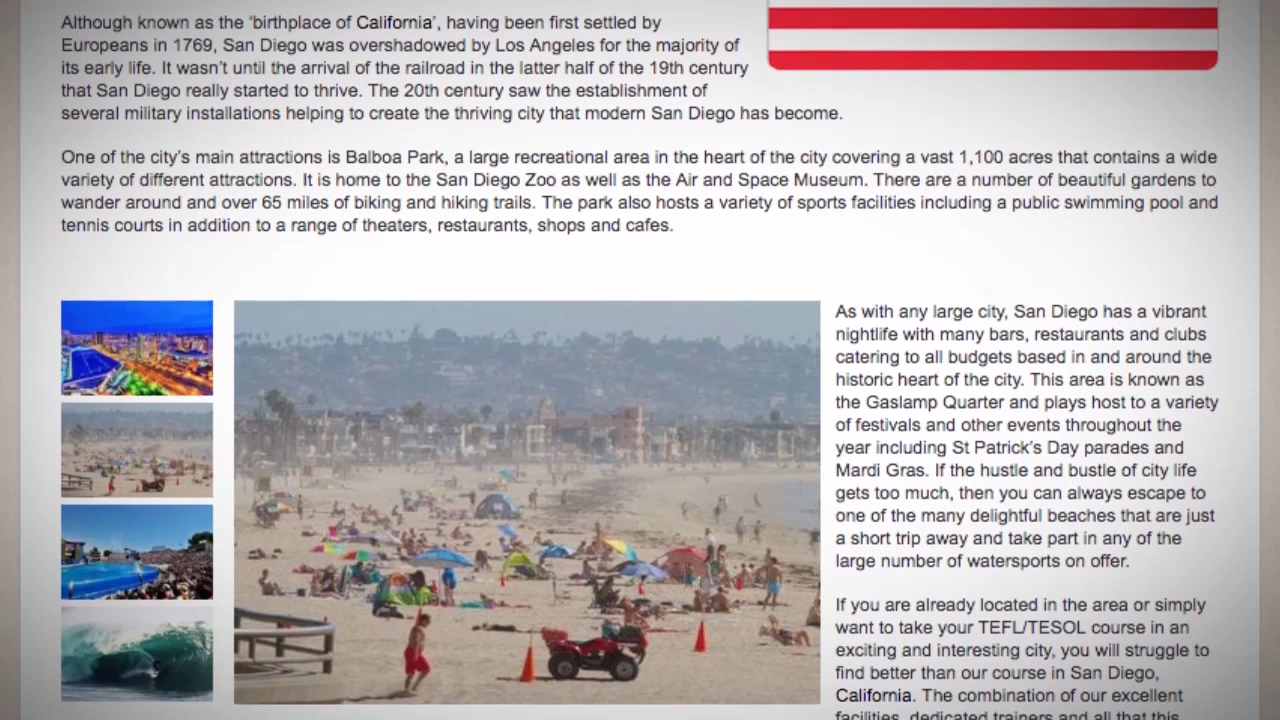 Although known as the ‘birthplace of California’, having been first settled by
Europeans in 1769, San Diego was overshadowed by Los Angeles for the majority of
its early life. It wasn’t until the arrival of the railroad in the latter half of the 19th century
that San Diego really started to thrive. The 20th century saw the establishment of
several military installations helping to create the thriving city that modern San Diego has become.
One of the city’s main attractions is Balboa Park, a large recreational area in the heart of the city covering a vast 1,100 acres that contains a wide
variety of different attractions. It is home to the San Diego Zoo as well as the Air and Space Museum. There are a number of beautiful gardens to
wander around and over 65 miles of biking and hiking trails. The park also hosts a variety of sports facilities including a public swimming pool and
tennis courts in addition to a range of theaters, restaurants, shops and cafes.
As with any large city, San Diego has a vibrant
nightlife with many bars, restaurants and clubs
catering to all budgets based in and around the
historic heart of the city. This area is known as
the Gaslamp Quarter and plays host to a variety
of festivals and other events throughout the
year including St Patrick’s Day parades and
Mardi Gras. If the hustle and bustle of city life
gets too much, then you can always escape to
one of the many delightful beaches that are just
a short trip away and take part in any of the
large number of watersports on offer.
If you are already located in the area or simply
want to take your TEFL/TESOL course in an
exciting and interesting city, you will struggle to
find better than our course in San Diego,
California. The combination of our excellent
facilities, dedicated trainers and all that this